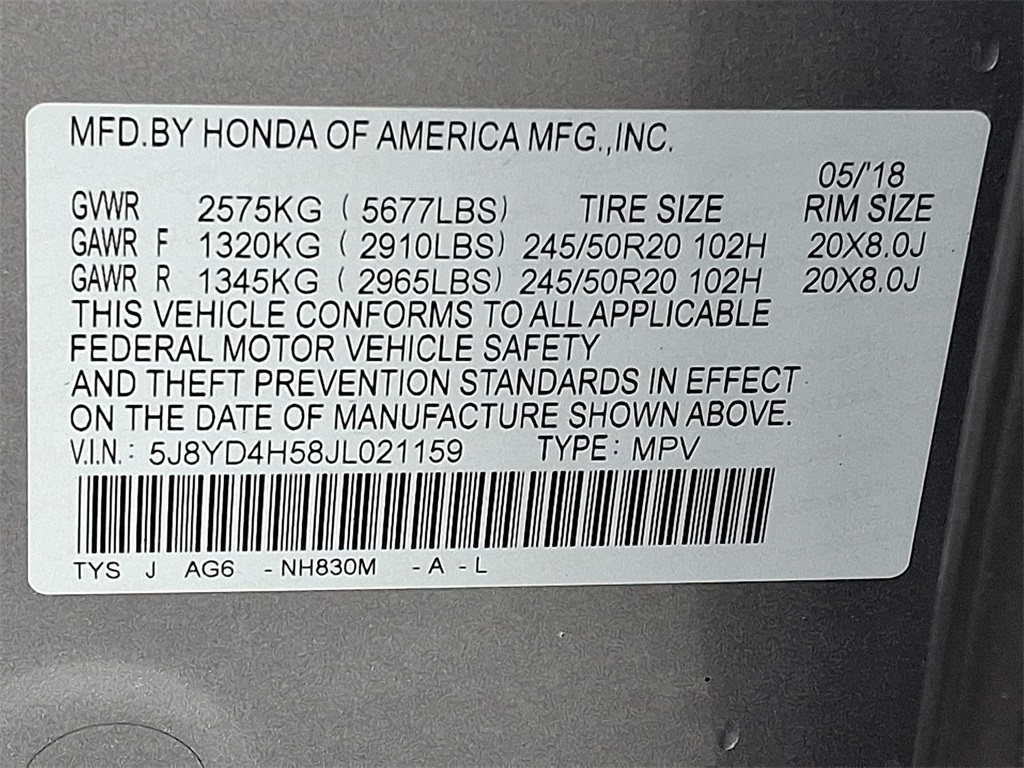 MFD.BY HONDA OF AMERICA MFG.,INC.
05/'18
GVWR 2575KG ( 5677LBS) TIRE SIZE RIM SIZE
GAWR F 1320KG ( 2910LBS) 245/50R20 102H 20X8.0J
GAWR R 1345KG ( 2965LBS) 245/50R20 102H 20X8.0J
THIS VEHICLE CONFORMS TO ALL APPLICABLE
FEDERAL MOTOR VEHICLE SAFETY
AND THEFT PREVENTION STANDARDS IN EFFECT
ON THE DATE OF MANUFACTURE SHOWN ABOVE.
V.I.N.: 5J8YD4H58JL021159 TYPE: MPV
TYS J AG6 - NH830M - A - L